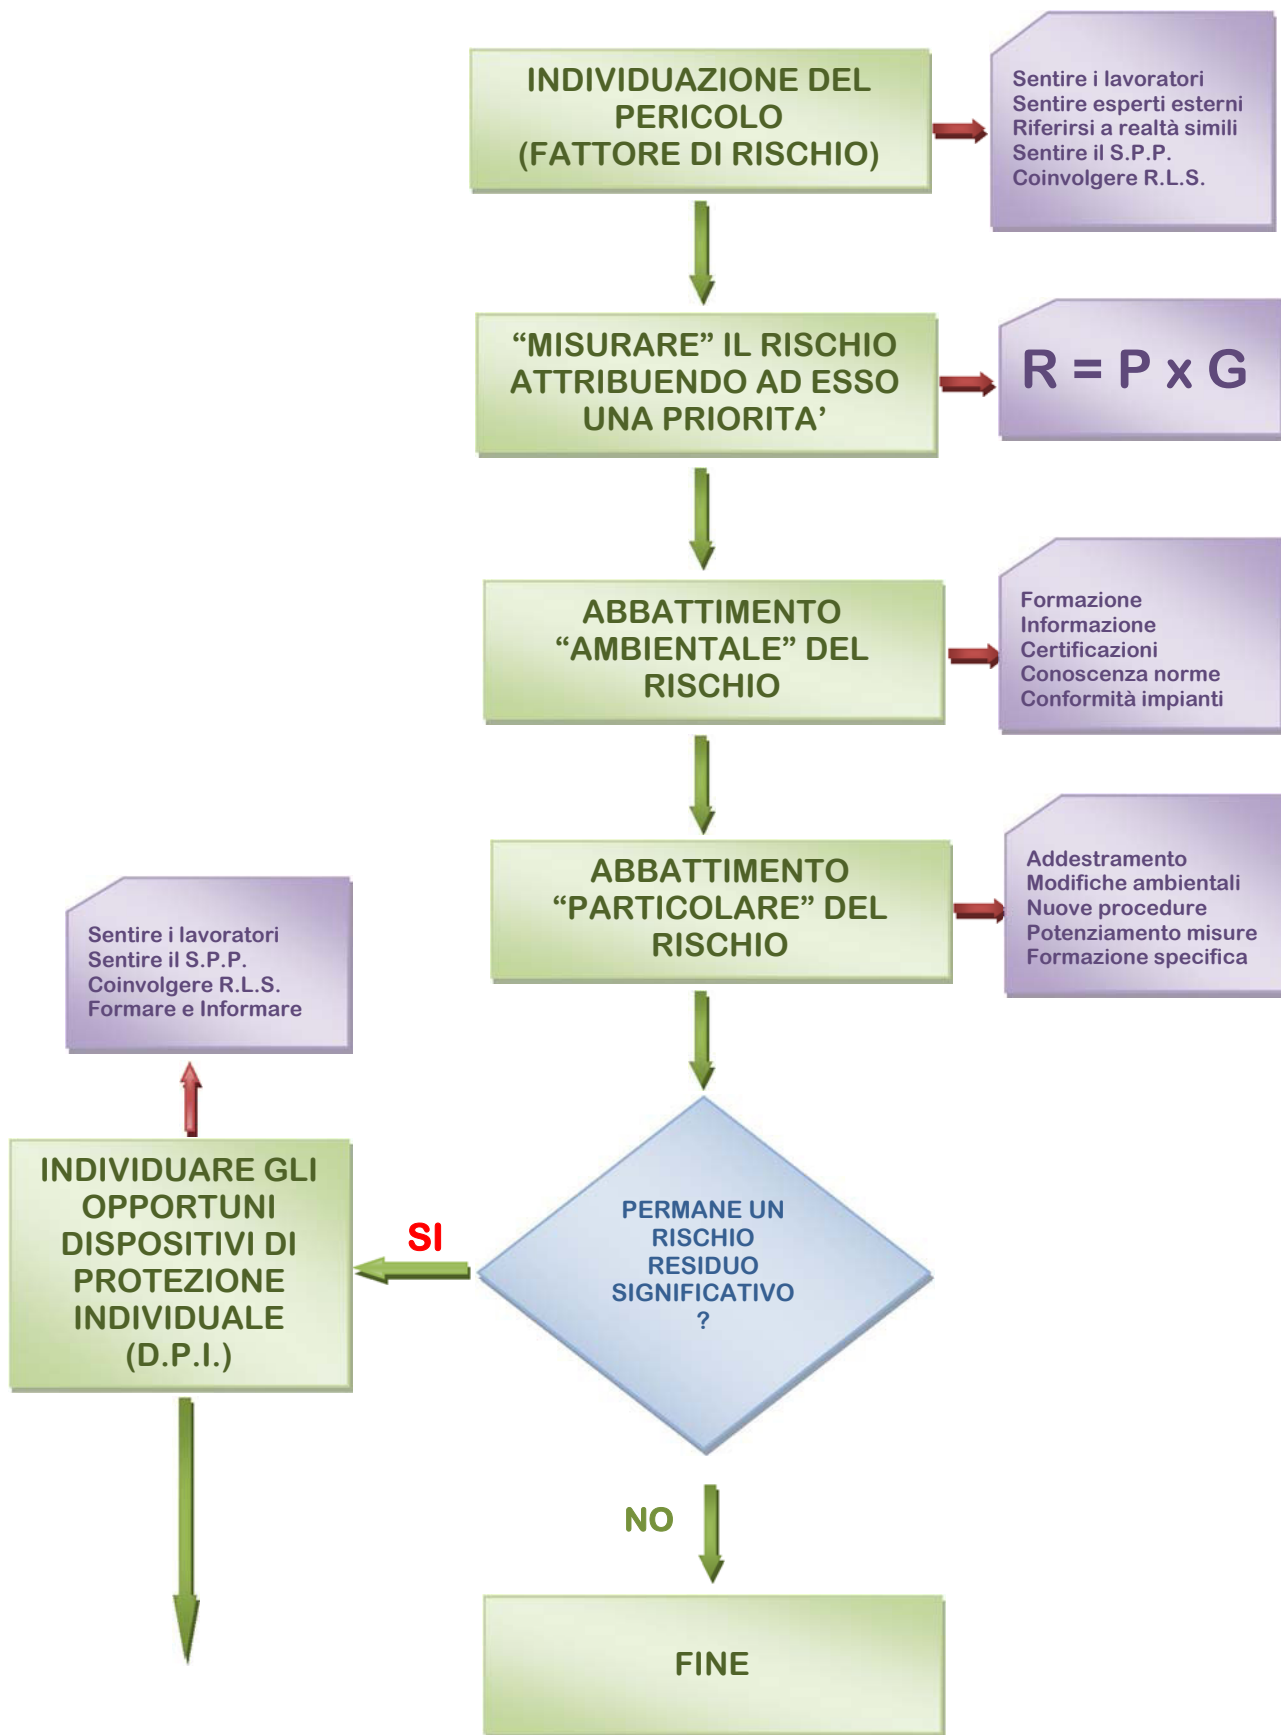 INDIVIDUAZIONE DEL
PERICOLO
(FATTORE DI RISCHIO)
Sentire i lavoratori
Sentire esperti esterni
Riferirsi a realtà simili
Sentire il S.P.P.
Coinvolgere R.L.S.
“MISURARE” IL RISCHIO
ATTRIBUENDO AD ESSO
UNA PRIORITA’
R = P x G
ABBATTIMENTO
“AMBIENTALE” DEL
RISCHIO
Formazione
Informazione
Certificazioni
Conoscenza norme
Conformità impianti
ABBATTIMENTO
“PARTICOLARE” DEL
RISCHIO
Addestramento
Modifiche ambientali
Nuove procedure
Potenziamento misure
Formazione specifica
Sentire i lavoratori
Sentire il S.P.P.
Coinvolgere R.L.S.
Formare e Informare
INDIVIDUARE GLI
OPPORTUNI
DISPOSITIVI DI
PROTEZIONE
INDIVIDUALE
(D.P.I.)
SI
PERMANE UN
RISCHIO
RESIDUO
SIGNIFICATIVO
?
NO
FINE